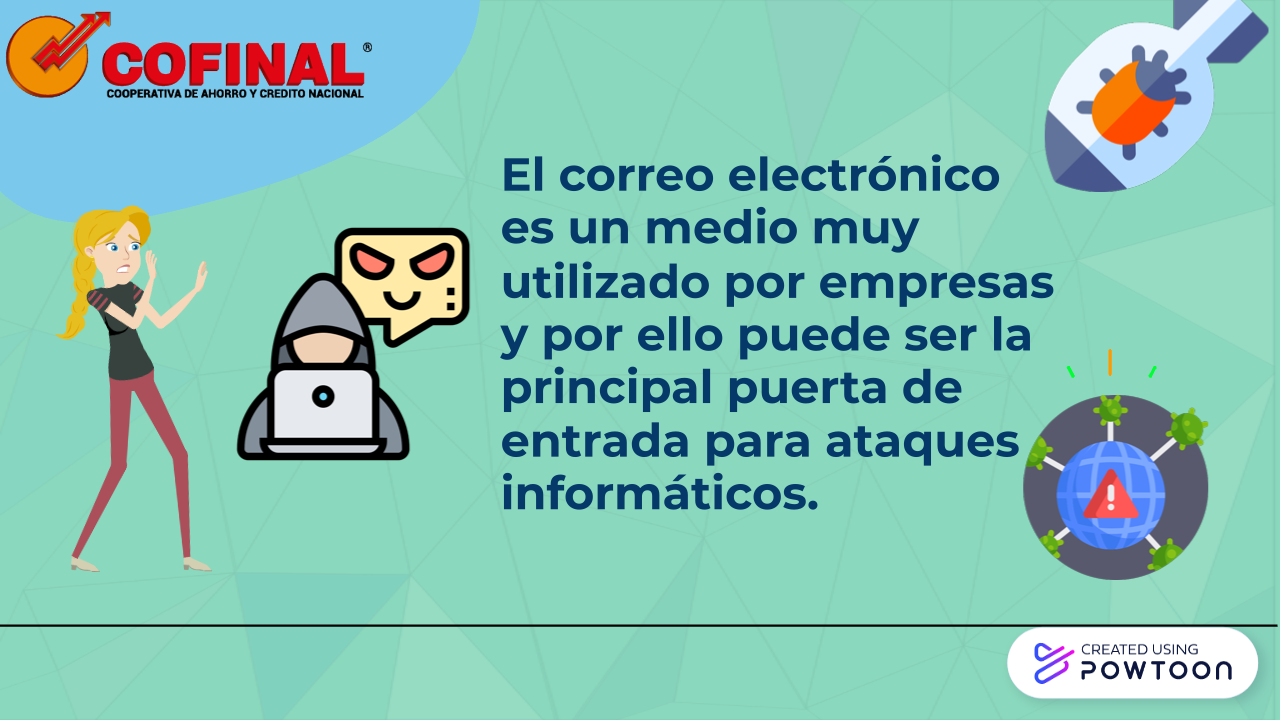 COFINAL®
COOPERATIVA DE AHORRO Y CREDITO NACIONAL
El correo electrónico
es un medio muy
utilizado por empresas
y por ello puede ser la
principal puerta de
entrada para ataques
informáticos.
CREATED USING
POWTOON